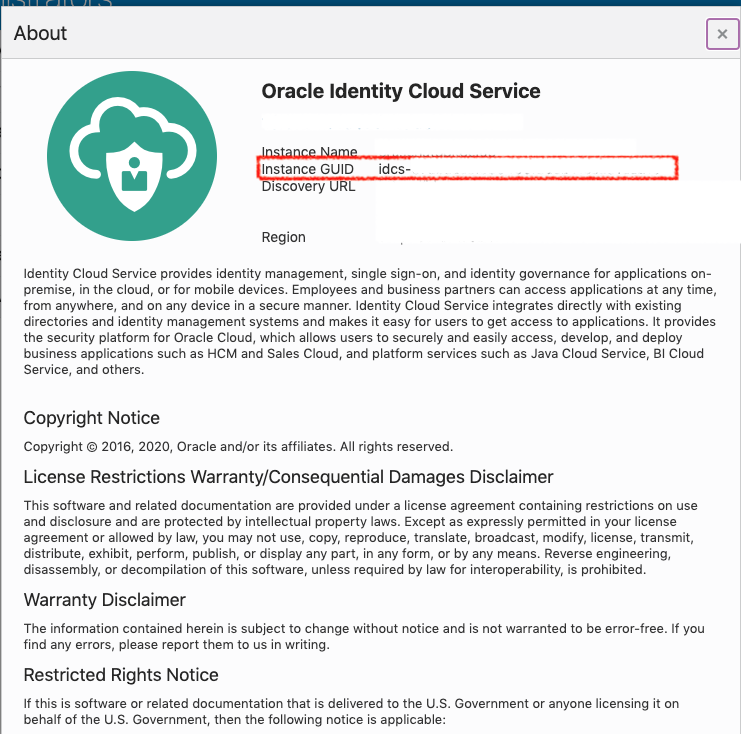 About
Oracle Identity Cloud Service
Instance Name
Instance GUID idcs-
Discovery URL
Region
Identity Cloud Service provides identity management, single sign-on, and identity governance for applications on-
premise, in the cloud, or for mobile devices. Employees and business partners can access applications at any time,
from anywhere, and on any device in a secure manner. Identity Cloud Service integrates directly with existing
directories and identity management systems and makes it easy for users to get access to applications. It provides
the security platform for Oracle Cloud, which allows users to securely and easily access, develop, and deploy
business applications such as HCM and Sales Cloud, and platform services such as Java Cloud Service, BI Cloud
Service, and others.
Copyright Notice
Copyright © 2016, 2020, Oracle and/or its affiliates. All rights reserved.
License Restrictions Warranty/Consequential Damages Disclaimer
This software and related documentation are provided under a license agreement containing restrictions on use
and disclosure and are protected by intellectual property laws. Except as expressly permitted in your license
agreement or allowed by law, you may not use, copy, reproduce, translate, broadcast, modify, license, transmit,
distribute, exhibit, perform, publish, or display any part, in any form, or by any means. Reverse engineering,
disassembly, or decompilation of this software, unless required by law for interoperability, is prohibited.
Warranty Disclaimer
The information contained herein is subject to change without notice and is not warranted to be error-free. If you
find any errors, please report them to us in writing.
Restricted Rights Notice
If this is software or related documentation that is delivered to the U.S. Government or anyone licensing it on
behalf of the U.S. Government, then the following notice is applicable: